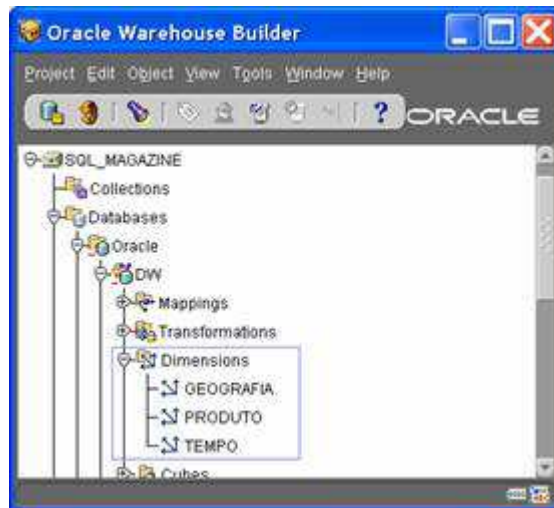 Oracle Warehouse Builder
Project Edit Object View Tools Window Help
? ORACLE
SQL_MAGAZINE
Collections
Databases
Oracle
DW
Mappings
Transformations
Dimensions
GEOGRAFIA
PRODUTO
TEMPO
Cubes